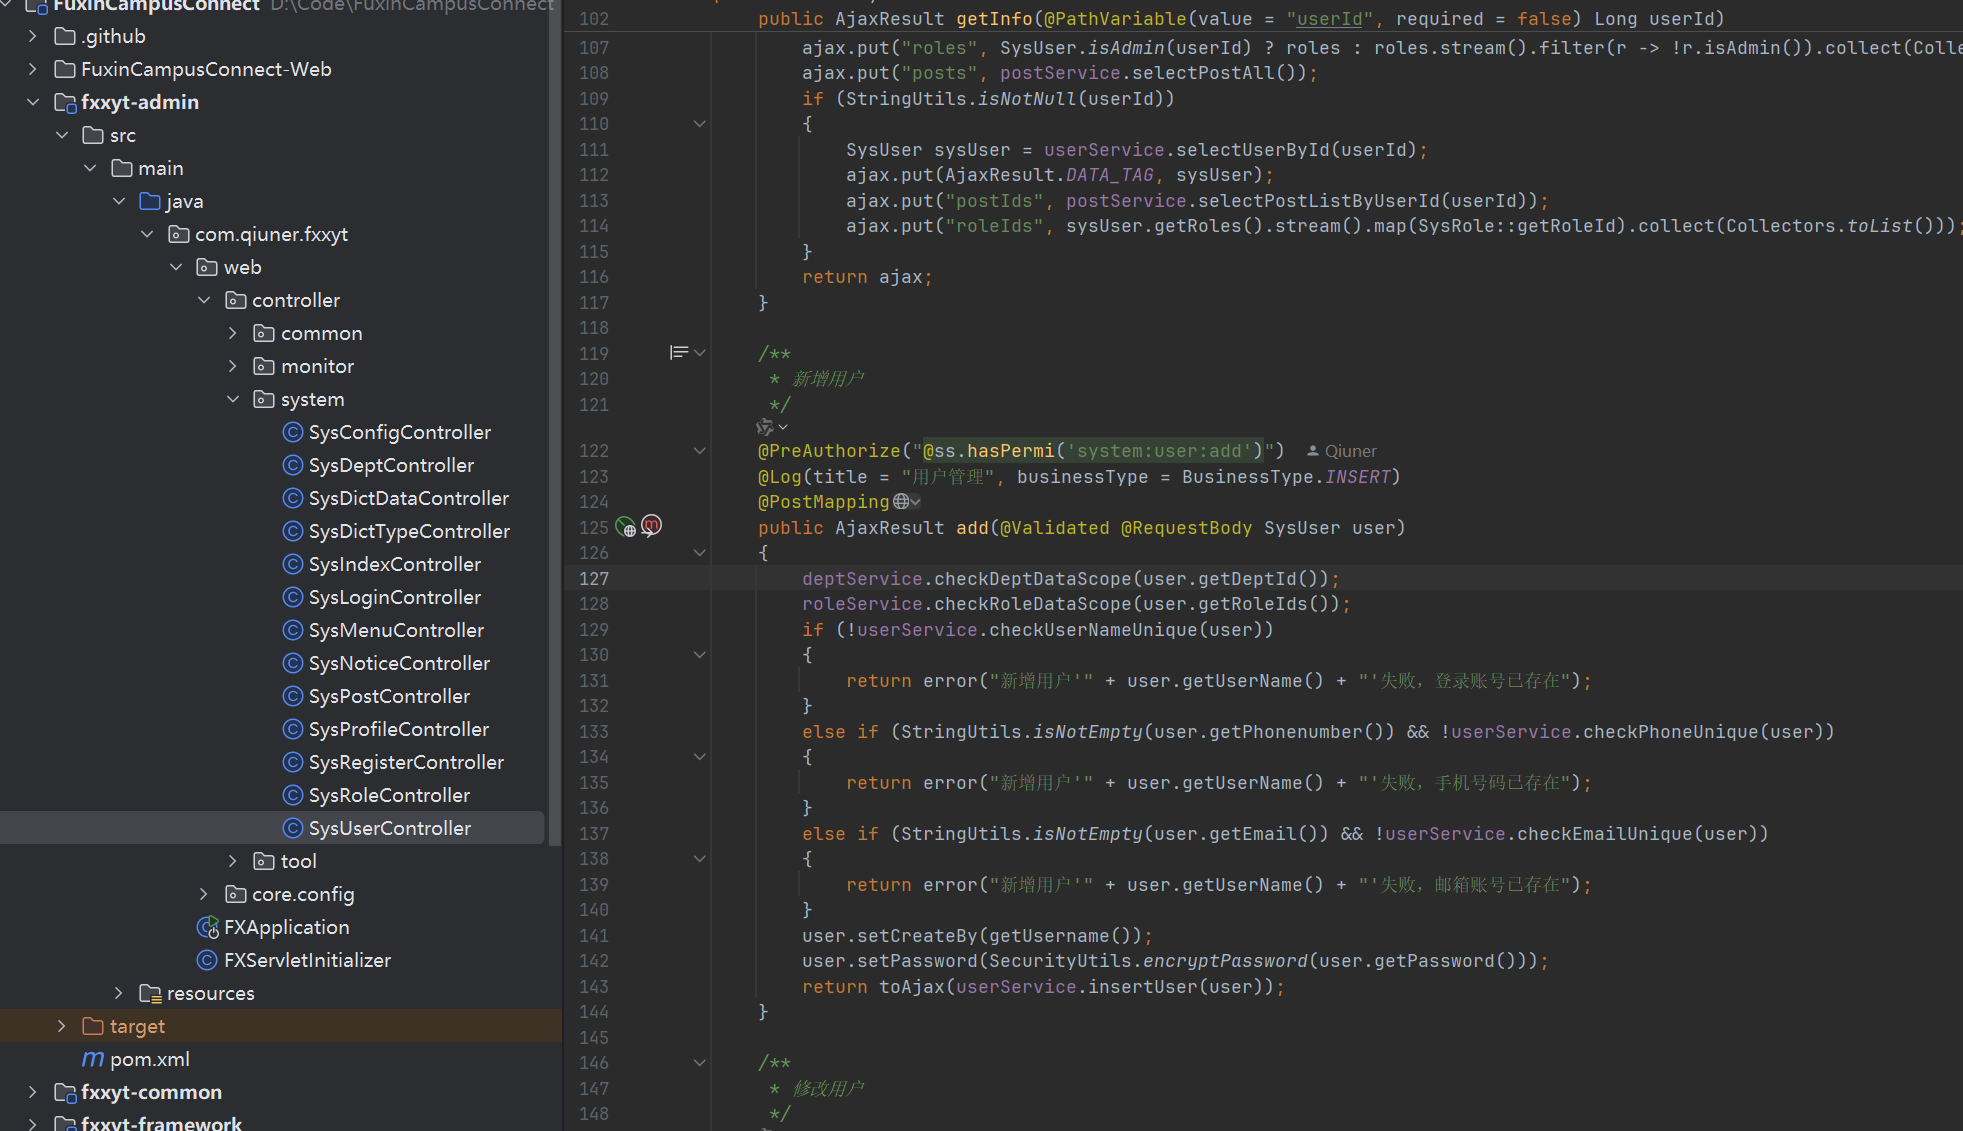 FuxinCampusConnect D:\Code\FuxinCampusConnect
.github
FuxinCampusConnect-Web
fxxyt-admin
src
main
java
com.qiuner.fxxyt
web
controller
common
monitor
system
SysConfigController
SysDeptController
SysDictDataController
SysDictTypeController
SysIndexController
SysLoginController
SysMenuController
SysNoticeController
SysPostController
SysProfileController
SysRegisterController
SysRoleController
SysUserController
tool
core.config
FXApplication
FXServletInitializer
resources
target
pom.xml
fxxyt-common
fxxyt-framework
102 public AjaxResult getInfo(@PathVariable(value = "userId", required = false) Long userId)
107 ajax.put("roles", SysUser.isAdmin(userId) ? roles : roles.stream().filter(r -> !r.isAdmin()).collect(Colle
108 ajax.put("posts", postService.selectPostAll());
109 if (StringUtils.isNotNull(userId))
110 {
111 SysUser sysUser = userService.selectUserById(userId);
112 ajax.put(AjaxResult.DATA_TAG, sysUser);
113 ajax.put("postIds", postService.selectPostListByUserId(userId));
114 ajax.put("roleIds", sysUser.getRoles().stream().map(SysRole::getRoleId).collect(Collectors.toList()));
115 }
116 return ajax;
117 }
118
119 /**
120 * 新增用户
121 */
122 @PreAuthorize("@ss.hasPermi('system:user:add')") Qiuner
123 @Log(title = "用户管理", businessType = BusinessType.INSERT)
124 @PostMapping
125 public AjaxResult add(@Validated @RequestBody SysUser user)
126 {
127 deptService.checkDeptDataScope(user.getDeptId());
128 roleService.checkRoleDataScope(user.getRoleIds());
129 if (!userService.checkUserNameUnique(user))
130 {
131 return error("新增用户'" + user.getUserName() + "'失败，登录账号已存在");
132 }
133 else if (StringUtils.isNotEmpty(user.getPhonenumber()) && !userService.checkPhoneUnique(user))
134 {
135 return error("新增用户'" + user.getUserName() + "'失败，手机号码已存在");
136 }
137 else if (StringUtils.isNotEmpty(user.getEmail()) && !userService.checkEmailUnique(user))
138 {
139 return error("新增用户'" + user.getUserName() + "'失败，邮箱账号已存在");
140 }
141 user.setCreateBy(getUsername());
142 user.setPassword(SecurityUtils.encryptPassword(user.getPassword()));
143 return toAjax(userService.insertUser(user));
144 }
145
146 /**
147 * 修改用户
148 */